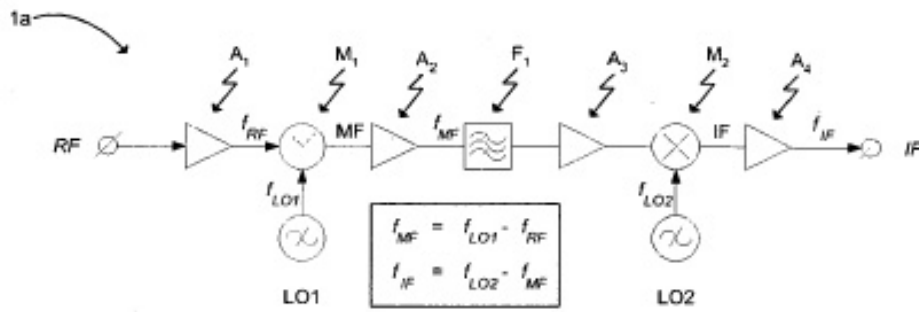 1a
A1 M1 A2 F1 A3 M2 A4
RF fRF MF fMF IF fIF IF
fLO1 fLO2
fMF = fLO1 - fRF
fIF = fLO2 - fMF
LO1 LO2